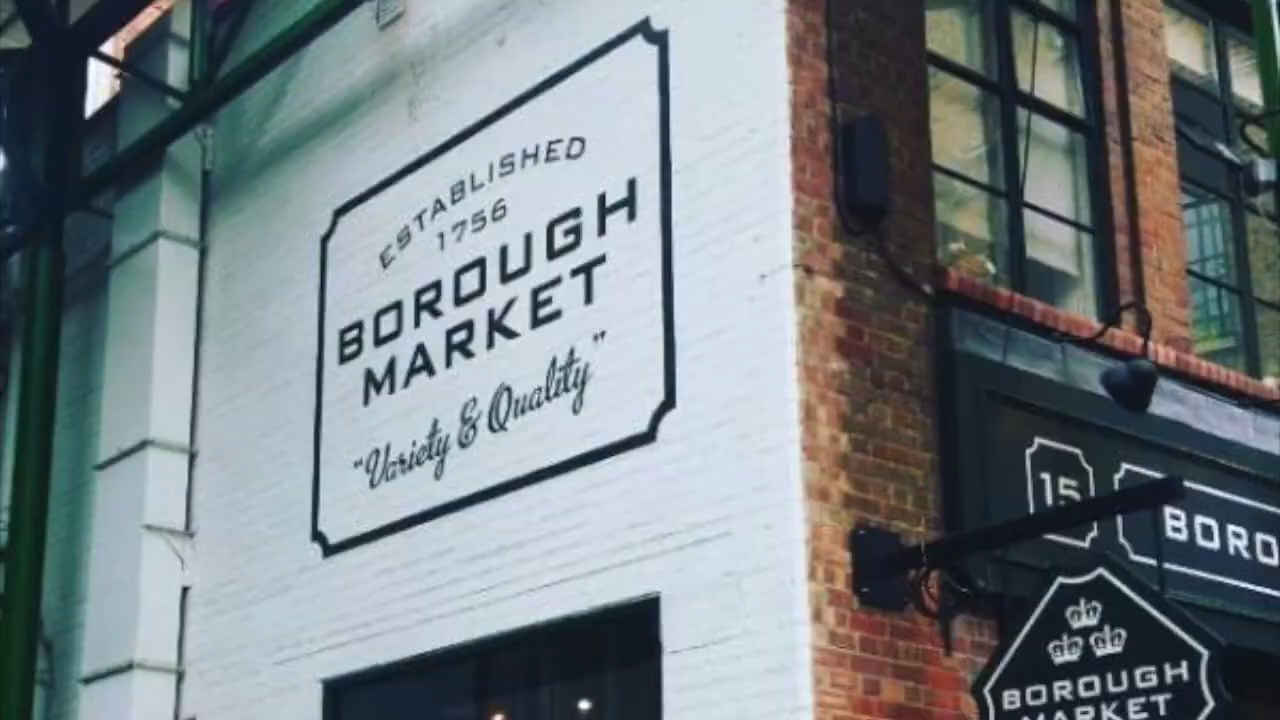 ESTABLISHED
1756
BOROUGH
MARKET
"Variety & Quality"
15
BORO
BOROUGH
MARKET